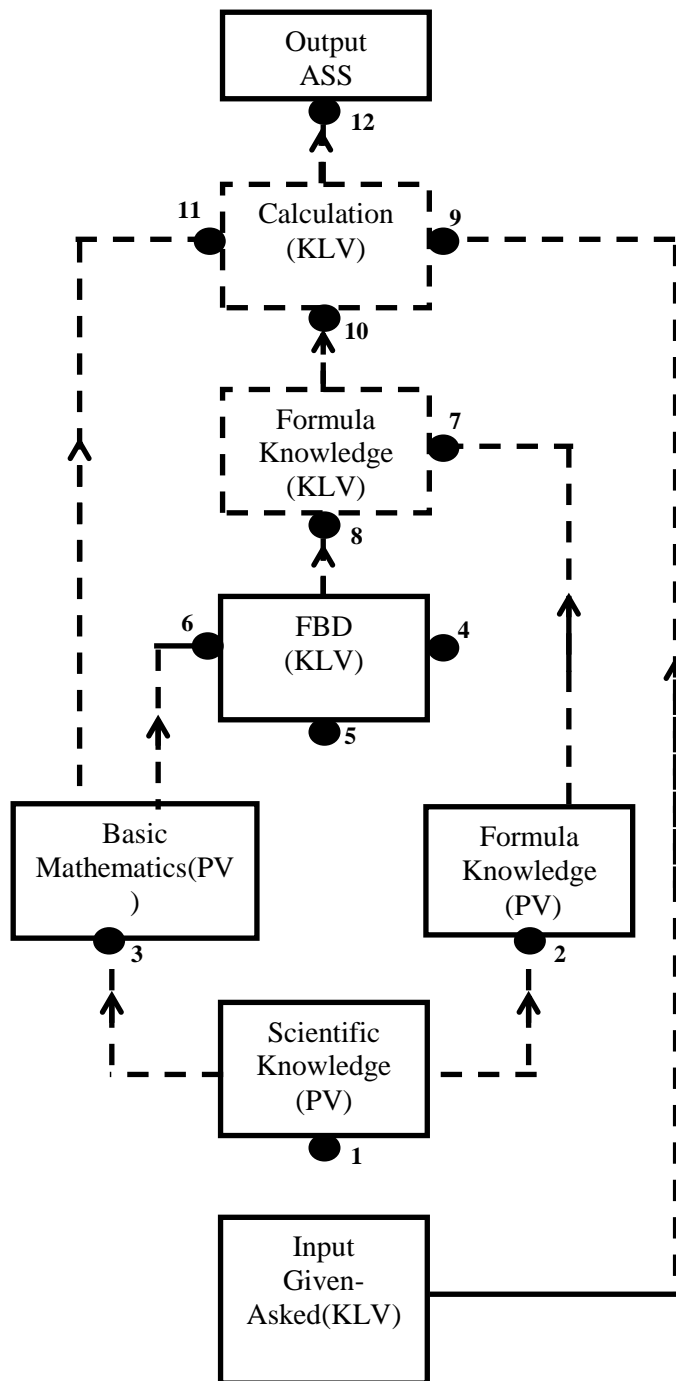 Output
ASS
12
11
Calculation
(KLV)
9
10
Formula
Knowledge
(KLV)
7
8
6
FBD
(KLV)
4
5
Basic
Mathematics(PV
)
3
Formula
Knowledge
(PV)
2
Scientific
Knowledge
(PV)
1
Input
Given-
Asked(KLV)